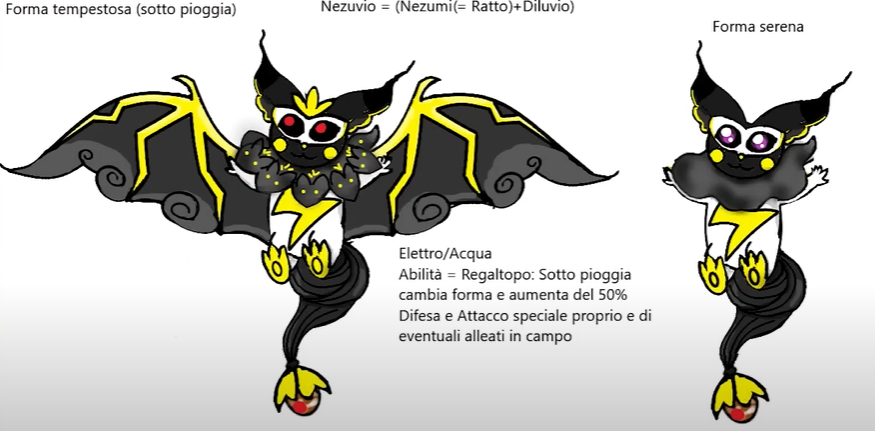 Forma tempestosa (sotto pioggia)
Nezuvio = (Nezumi(= Ratto)+Diluvio)
Forma serena
Elettro/Acqua
Abilità = Regaltopo: Sotto pioggia
cambia forma e aumenta del 50%
Difesa e Attacco speciale proprio e di
eventuali alleati in campo